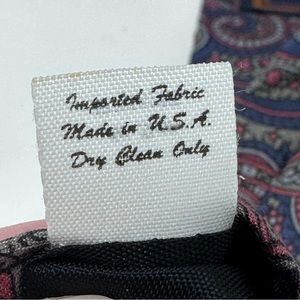 Imported Fabric
Made in U.S.A.
Dry Clean Only